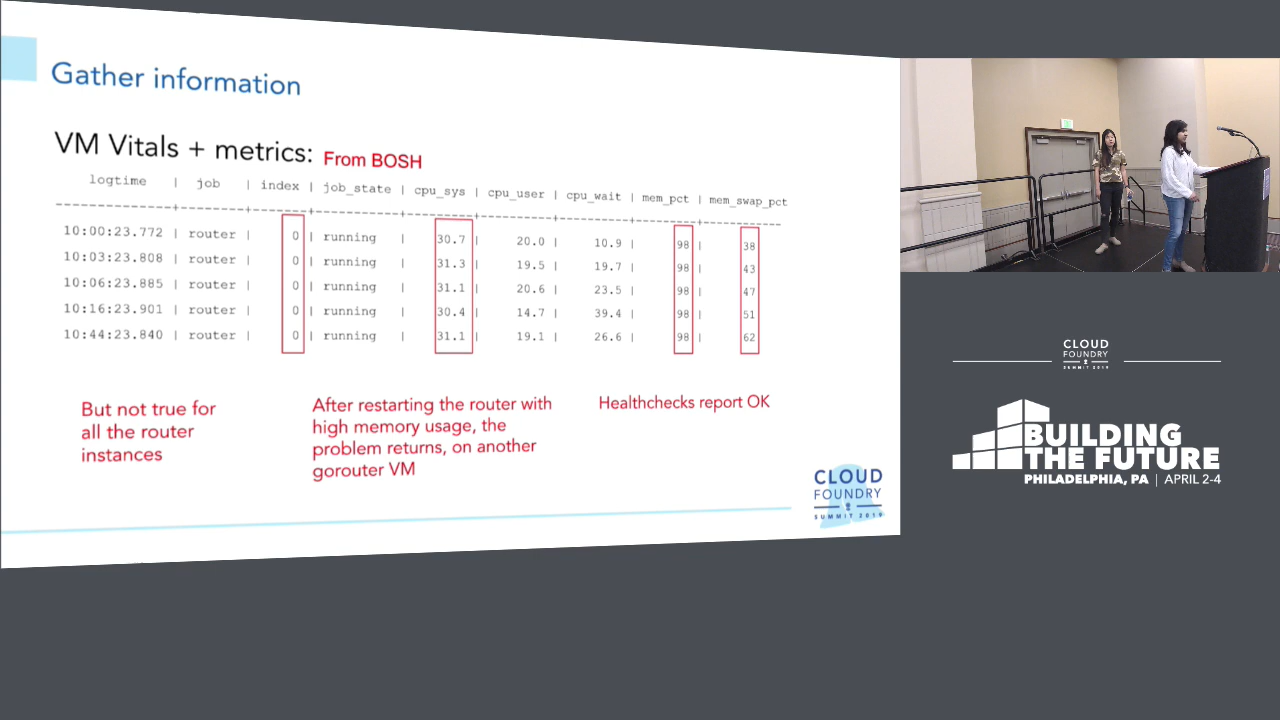 Gather information
VM Vitals + metrics: From BOSH
logtime | job | index | job_state | cpu_sys | cpu_user | cpu_wait | mem_pct | mem_swap_pct
10:00:23.772 | router | 0 | running | 30.7 | 20.0 | 10.9 | 98 | 38
10:03:23.808 | router | 0 | running | 31.3 | 19.5 | 19.7 | 98 | 43
10:06:23.885 | router | 0 | running | 31.1 | 20.6 | 23.5 | 98 | 47
10:16:23.901 | router | 0 | running | 30.4 | 14.7 | 39.4 | 98 | 51
10:44:23.840 | router | 0 | running | 31.1 | 19.1 | 26.6 | 98 | 62
But not true for
all the router
instances
After restarting the router with
high memory usage, the
problem returns, on another
gorouter VM
Healthchecks report OK
CLOUD
FOUNDRY
SUMMIT 2019
CLOUD
FOUNDRY
SUMMIT 2019
BUILDING
THE FUTURE
PHILADELPHIA, PA | APRIL 2-4